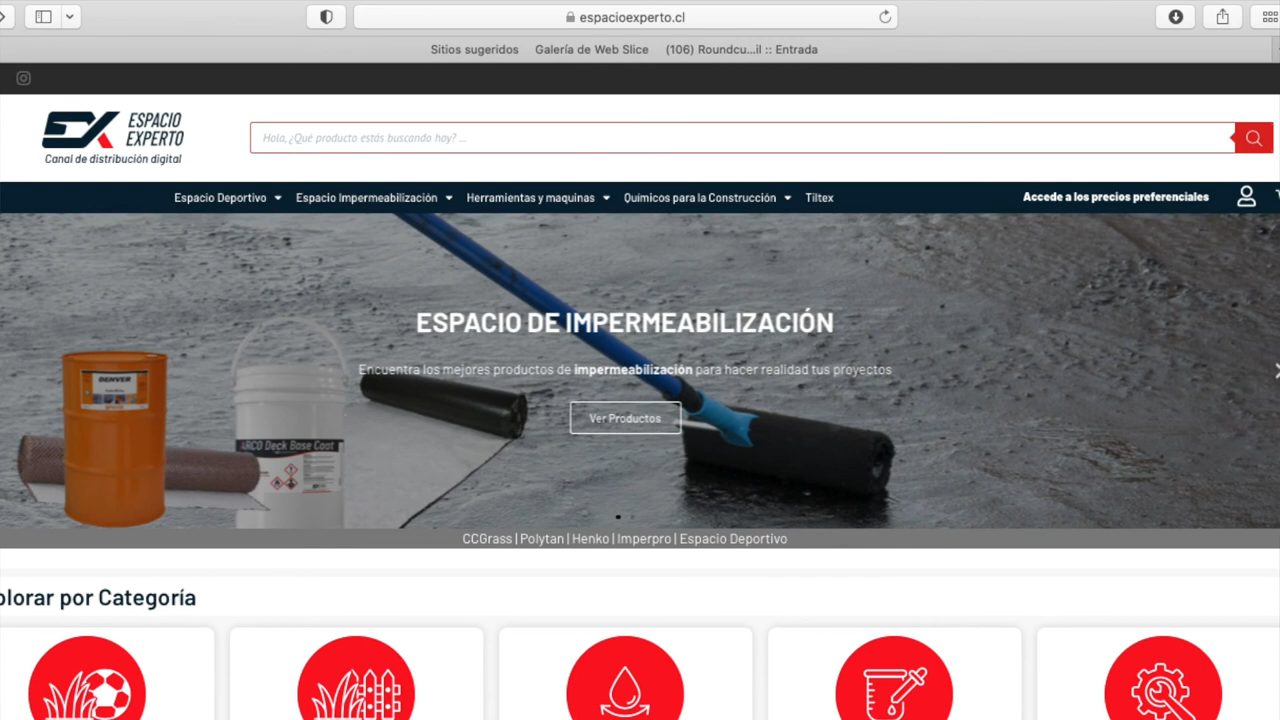 espacioexperto.cl
Sitios sugeridos Galería de Web Slice (106) Roundcu...il :: Entrada
EX ESPACIO
EXPERTO
Canal de distribución digital
Hola, ¿Qué producto estás buscando hoy? ...
Espacio Deportivo Espacio Impermeabilización Herramientas y maquinas Químicos para la Construcción Tiltex Accede a los precios preferenciales
ESPACIO DE IMPERMEABILIZACIÓN
Encuentra los mejores productos de impermeabilización para hacer realidad tus proyectos
Ver Productos
DENVER
ARCO Deck Base Coat
CCGrass | Polytan | Henko | Imperpro | Espacio Deportivo
plorar por Categoría